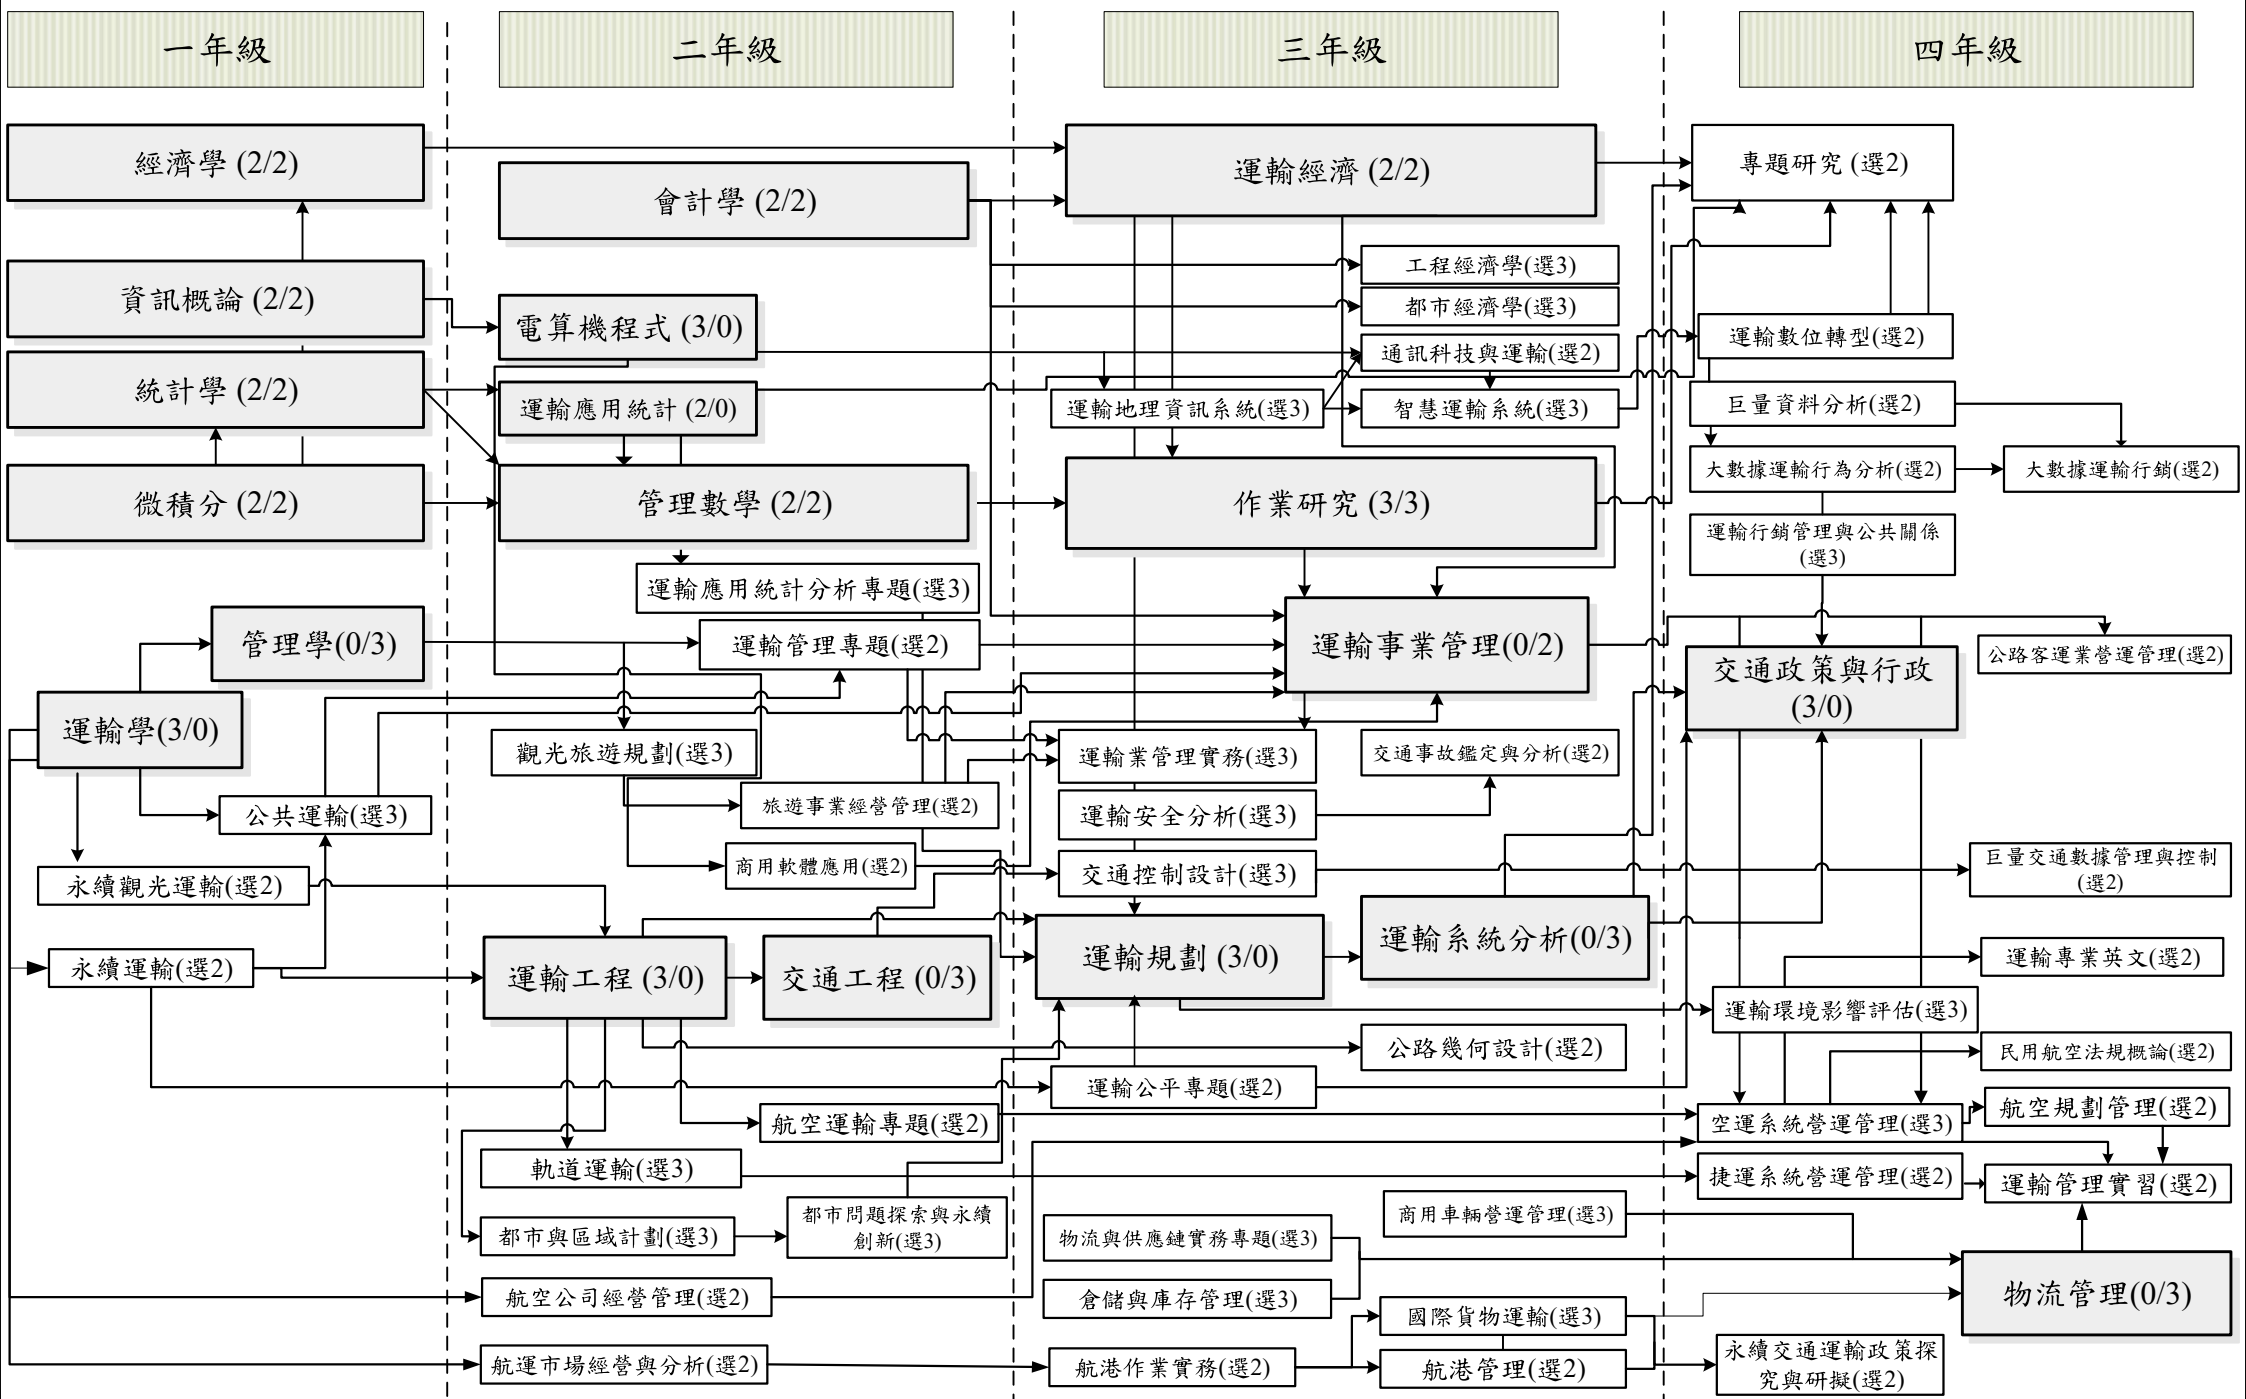 一年級
二年級
三年級
四年級
經濟學 (2/2)
資訊概論 (2/2)
統計學 (2/2)
微積分 (2/2)
管理學(0/3)
運輸學(3/0)
公共運輸(選3)
永續觀光運輸(選2)
永續運輸(選2)
會計學 (2/2)
電算機程式 (3/0)
運輸應用統計 (2/0)
管理數學 (2/2)
運輸應用統計分析專題(選3)
運輸管理專題(選2)
觀光旅遊規劃(選3)
旅遊事業經營管理(選2)
商用軟體應用(選2)
運輸工程 (3/0)
交通工程 (0/3)
航空運輸專題(選2)
軌道運輸(選3)
都市與區域計劃(選3)
都市問題探索與永續
創新(選3)
航空公司經營管理(選2)
航運市場經營與分析(選2)
運輸經濟 (2/2)
工程經濟學(選3)
都市經濟學(選3)
通訊科技與運輸(選2)
運輸地理資訊系統(選3)
智慧運輸系統(選3)
作業研究 (3/3)
運輸事業管理(0/2)
運輸業管理實務(選3)
交通事故鑑定與分析(選2)
運輸安全分析(選3)
交通控制設計(選3)
運輸規劃 (3/0)
運輸系統分析(0/3)
公路幾何設計(選2)
運輸公平專題(選2)
商用車輛營運管理(選3)
物流與供應鏈實務專題(選3)
倉儲與庫存管理(選3)
國際貨物運輸(選3)
航港作業實務(選2)
航港管理(選2)
專題研究 (選2)
運輸數位轉型(選2)
巨量資料分析(選2)
大數據運輸行為分析(選2)
大數據運輸行銷(選2)
運輸行銷管理與公共關係
(選3)
公路客運業營運管理(選2)
交通政策與行政
(3/0)
巨量交通數據管理與控制
(選2)
運輸專業英文(選2)
運輸環境影響評估(選3)
民用航空法規概論(選2)
航空規劃管理(選2)
空運系統營運管理(選3)
捷運系統營運管理(選2)
運輸管理實習(選2)
物流管理(0/3)
永續交通運輸政策探
究與研擬(選2)